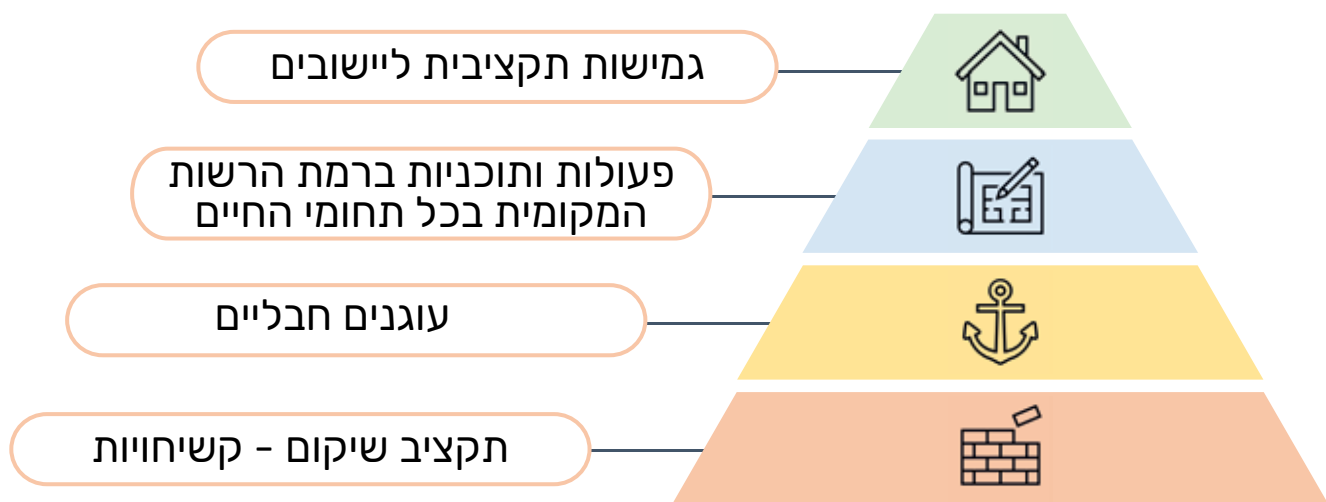 גמישות תקציבית ליישובים
פעולות ותוכניות ברמת הרשות
המקומית בכל תחומי החיים
עוגנים חבליים
תקציב שיקום - קשיחויות